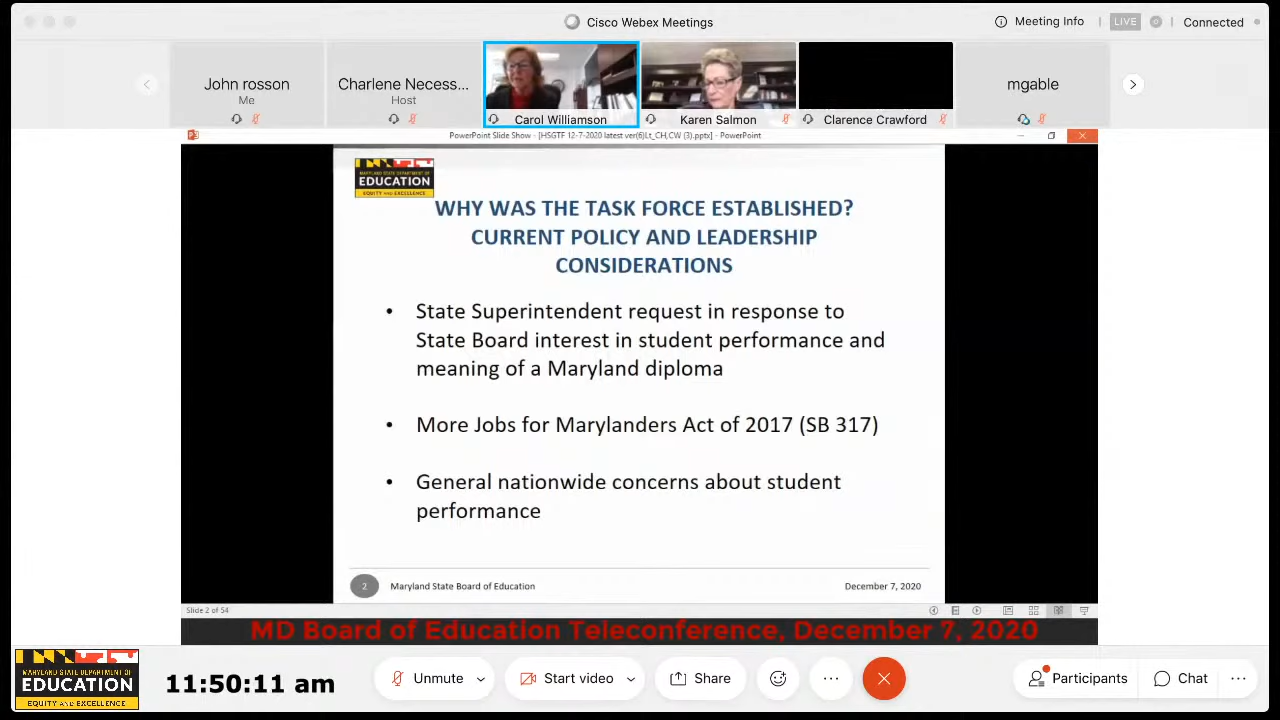 Cisco Webex Meetings
Meeting Info
LIVE
Connected
John rosson
Me
Charlene Necess...
Host
Carol Williamson
Karen Salmon
Clarence Crawford
mgable
PowerPoint Slide Show - [HSGTF 12-7-2020 latest ver(6)Lt_CH,CW (3).pptx] - PowerPoint
MARYLAND STATE DEPARTMENT OF
EDUCATION
EQUITY AND EXCELLENCE
WHY WAS THE TASK FORCE ESTABLISHED?
CURRENT POLICY AND LEADERSHIP
CONSIDERATIONS
• State Superintendent request in response to
State Board interest in student performance and
meaning of a Maryland diploma
• More Jobs for Marylanders Act of 2017 (SB 317)
• General nationwide concerns about student
performance
2
Maryland State Board of Education
December 7, 2020
Slide 2 of 54
MD Board of Education Teleconference, December 7, 2020
MARYLAND STATE DEPARTMENT OF
EDUCATION
EQUITY AND EXCELLENCE
11:50:11 am
Unmute
Start video
Share
Participants
Chat